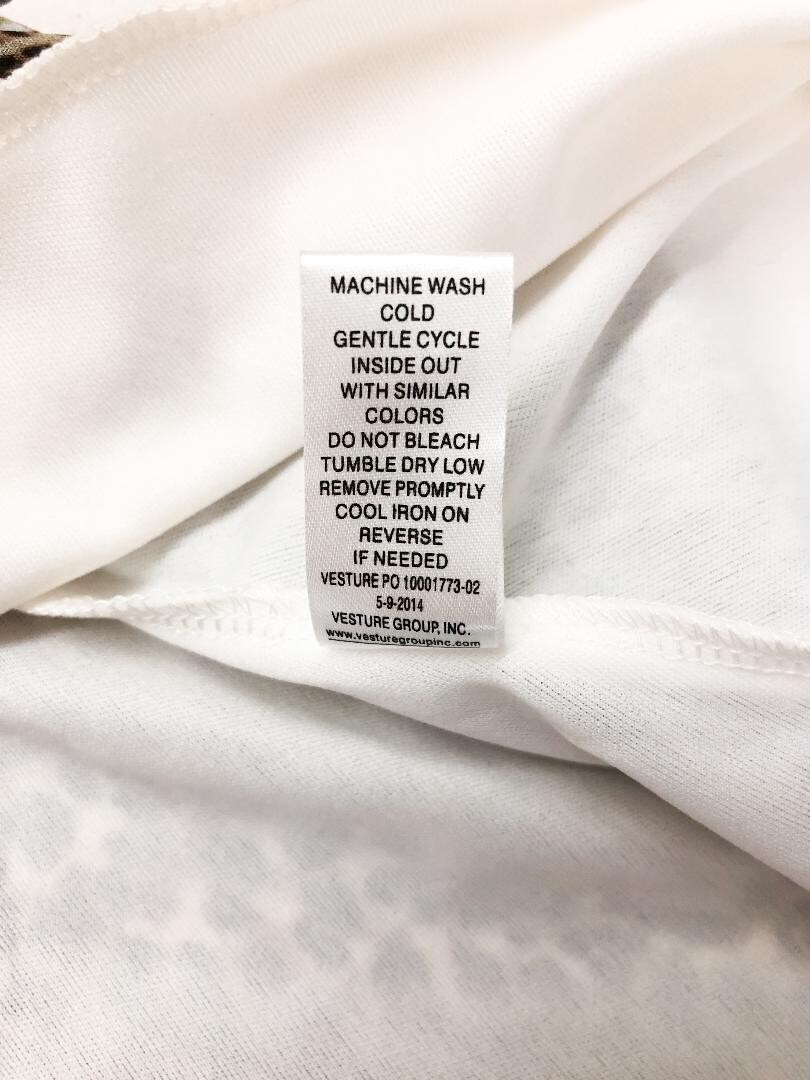 MACHINE WASH
COLD
GENTLE CYCLE
INSIDE OUT
WITH SIMILAR
COLORS
DO NOT BLEACH
TUMBLE DRY LOW
REMOVE PROMPTLY
COOL IRON ON
REVERSE
IF NEEDED
VESTURE PO 10001773-02
5-9-2014
VESTURE GROUP, INC.
www.vesturegroupinc.com